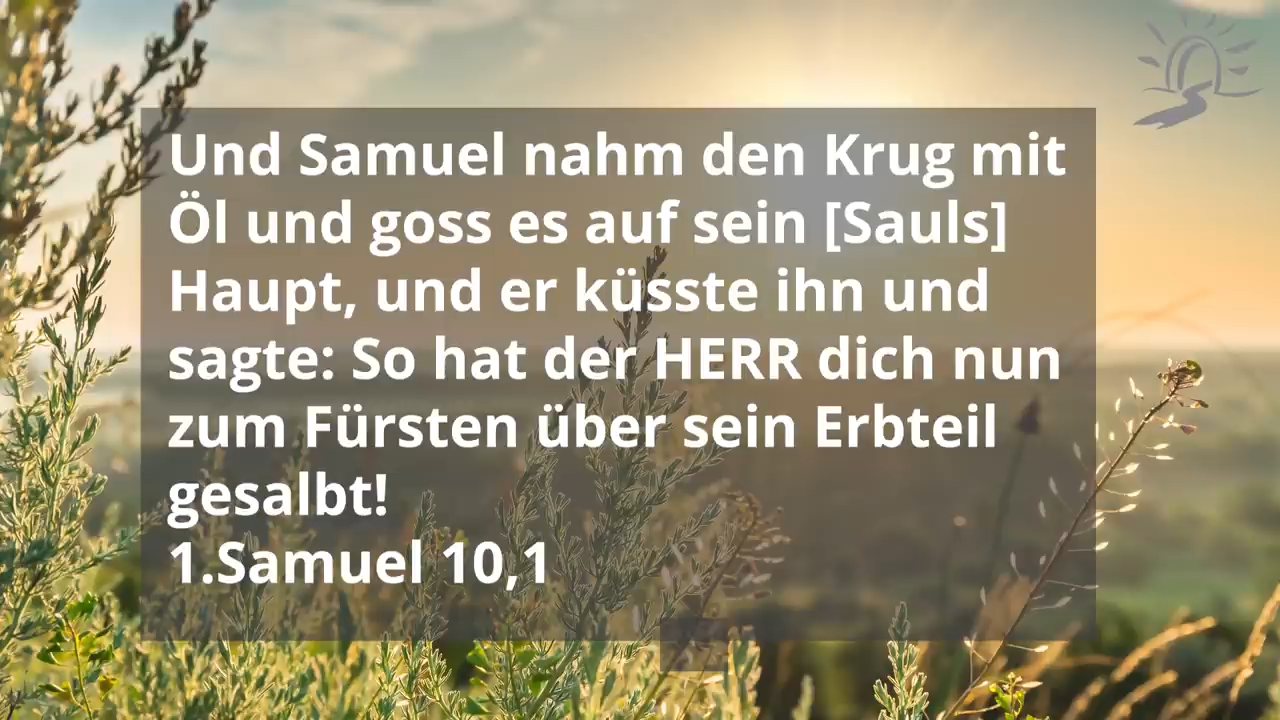 Und Samuel nahm den Krug mit
Öl und goss es auf sein [Sauls]
Haupt, und er küsste ihn und
sagte: So hat der HERR dich nun
zum Fürsten über sein Erbteil
gesalbt!
1.Samuel 10,1